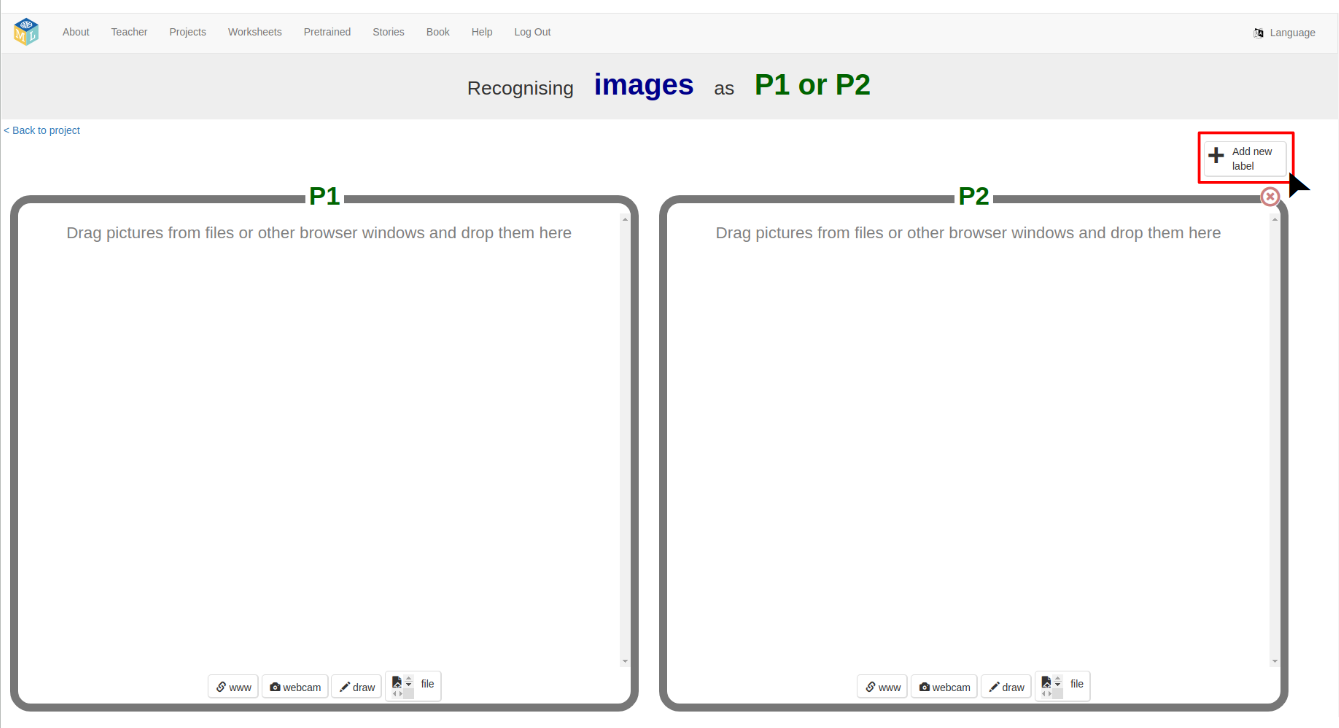 ML
About Teacher Projects Worksheets Pretrained Stories Book Help Log Out Language
Recognising images as P1 or P2
< Back to project
Add new
label
P1 P2
Drag pictures from files or other browser windows and drop them here Drag pictures from files or other browser windows and drop them here
www webcam draw file www webcam draw file